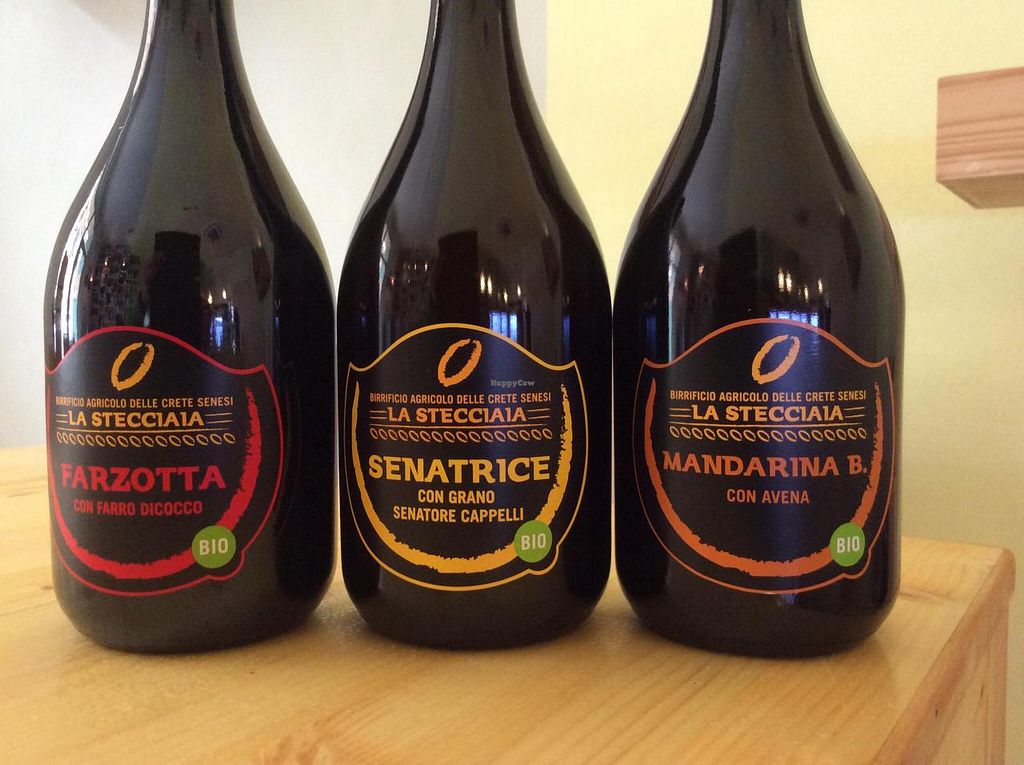 BIRRIFICIO AGRICOLO DELLE CRETE SENESI
LA STECCIAIA
FARZOTTA
CON FARRO DICOCCO
BIO
HappyCow
BIRRIFICIO AGRICOLO DELLE CRETE SENESI
LA STECCIAIA
SENATRICE
CON GRANO
SENATORE CAPPELLI
BIO
BIRRIFICIO AGRICOLO DELLE CRETE SENESI
LA STECCIAIA
MANDARINA B.
CON AVENA
BIO